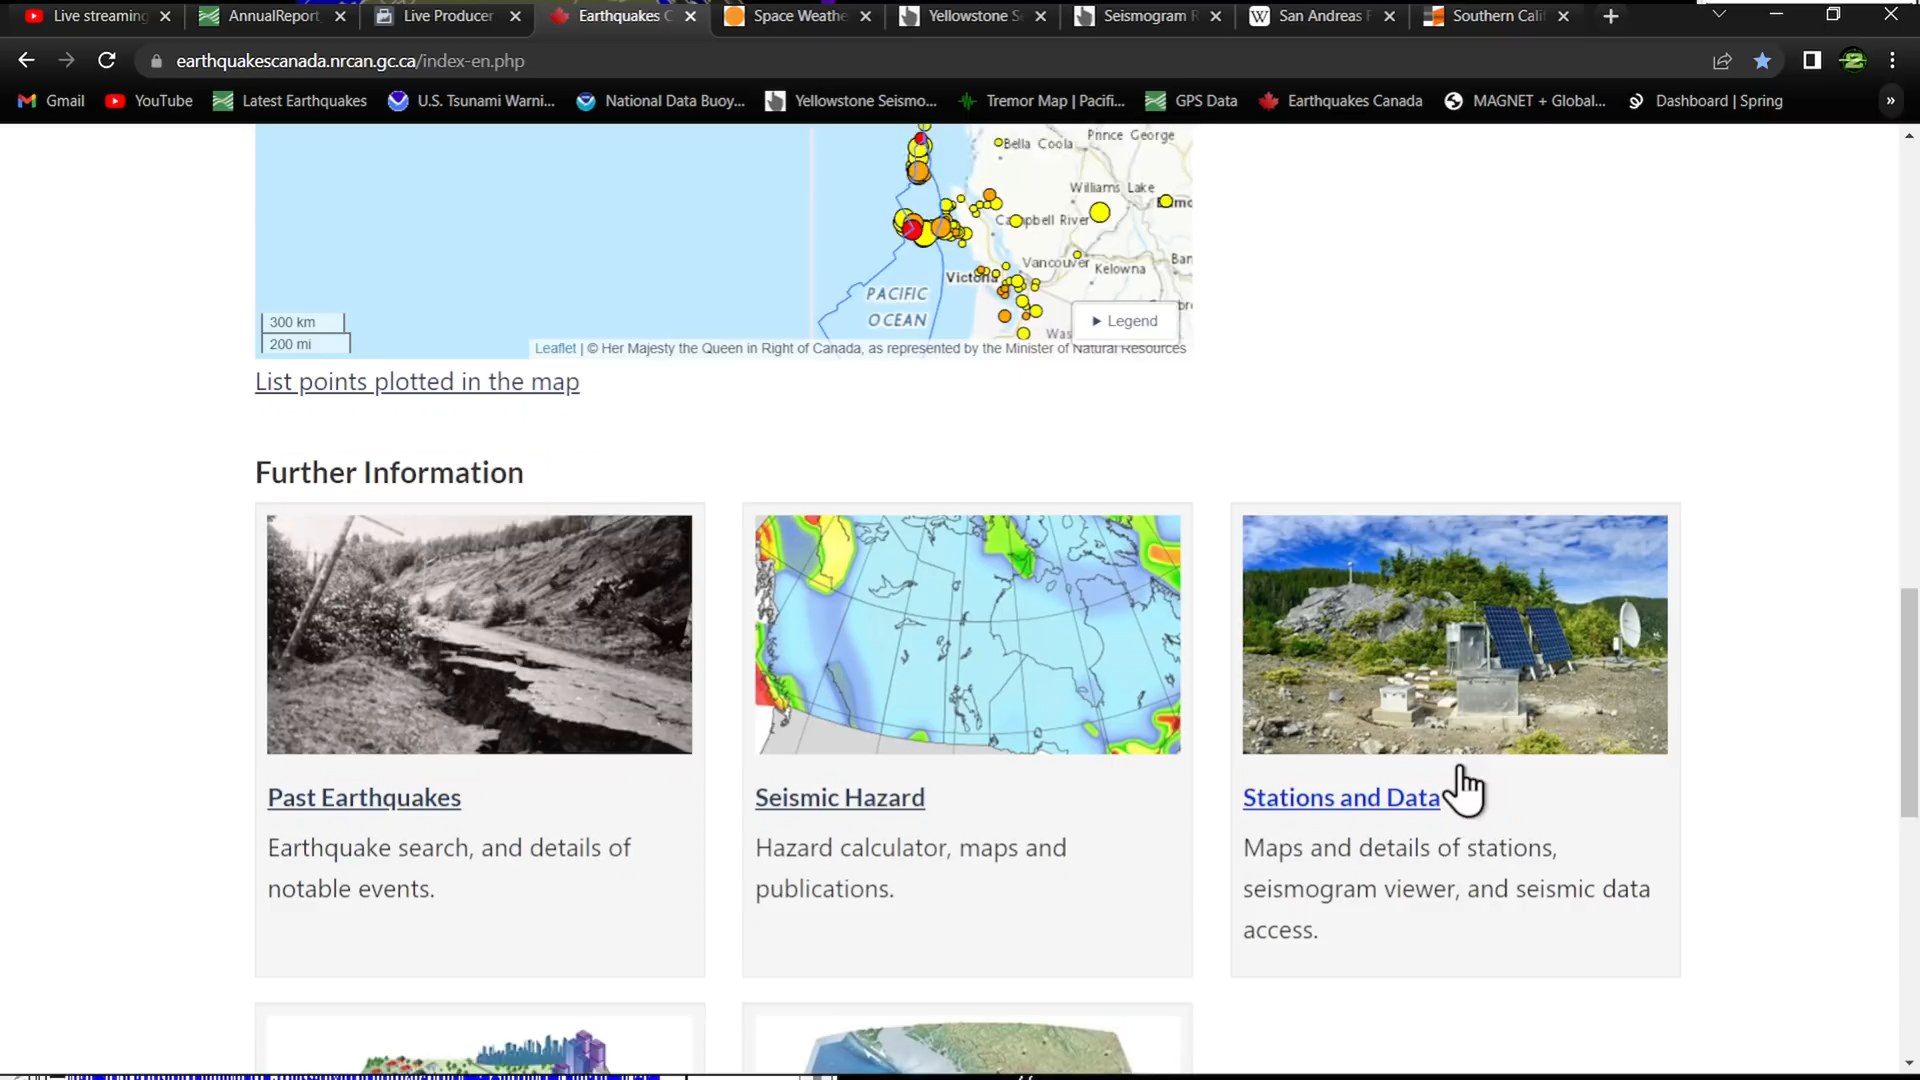 Live streaming
AnnualReport
Live Producer
Earthquakes C
Space Weathe
Yellowstone S
Seismogram R
San Andreas F
Southern Cali
earthquakescanada.nrcan.gc.ca/index-en.php
Gmail
YouTube
Latest Earthquakes
U.S. Tsunami Warni...
National Data Buoy...
Yellowstone Seismo...
Tremor Map | Pacifi...
GPS Data
Earthquakes Canada
MAGNET + Global...
Dashboard | Spring
»
Prince George
Bella Coola
Williams Lake
Campbell River
Vancouver
Kelowna
Ban
Victoria
PACIFIC
OCEAN
300 km
200 mi
Was
Legend
Leaflet | © Her Majesty the Queen in Right of Canada, as represented by the Minister of Natural Resources
List points plotted in the map
Further Information
Past Earthquakes
Earthquake search, and details of
notable events.
Seismic Hazard
Hazard calculator, maps and
publications.
Stations and Data
Maps and details of stations,
seismogram viewer, and seismic data
access.